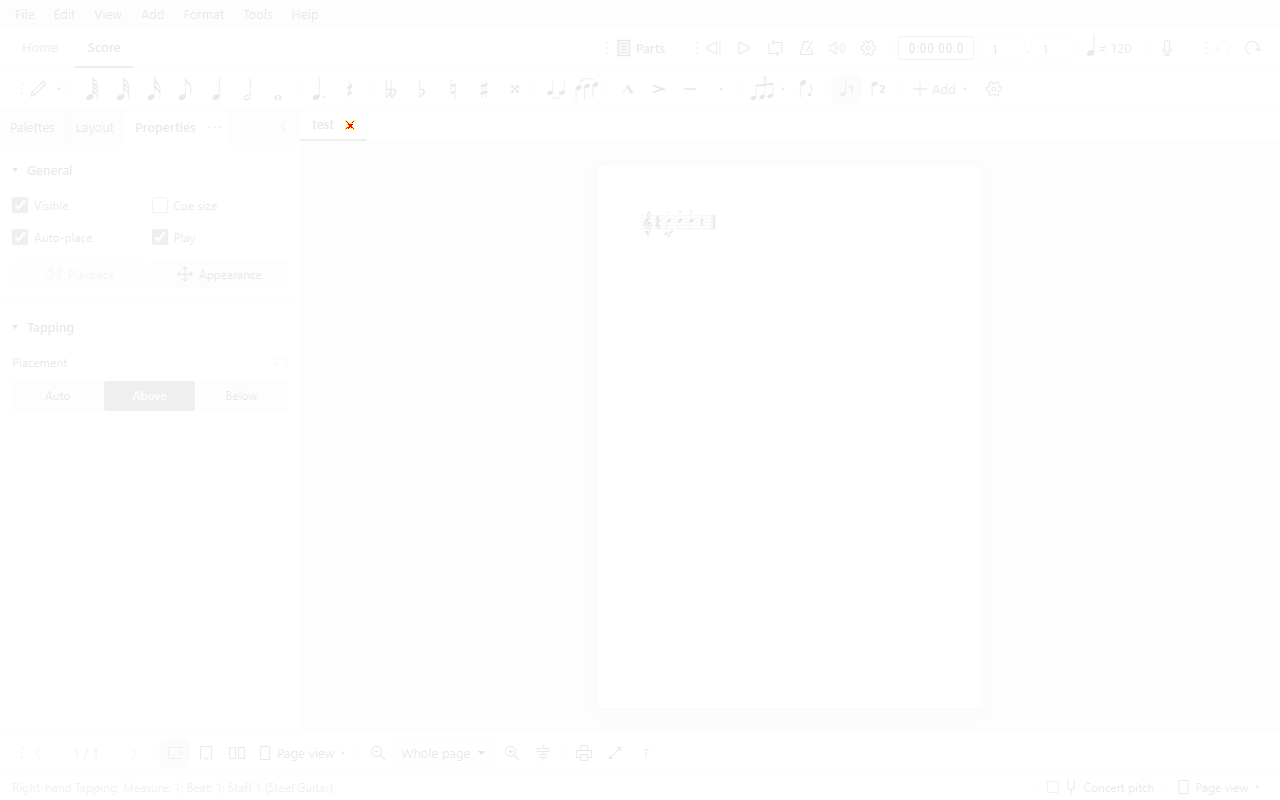 File Edit View Add Format Tools Help
Home Score Parts 0:00:00.0 1 . 1 = 120
1 2 Add
Palettes Layout Properties
test
General
Visible Cue size
Auto-place Play
Playback Appearance
Tapping
Placement
Auto Above Below
1 / 1 Page view Whole page ?
Right-hand Tapping; Measure: 1; Beat: 1; Staff 1 (Steel Guitar) Concert pitch Page view